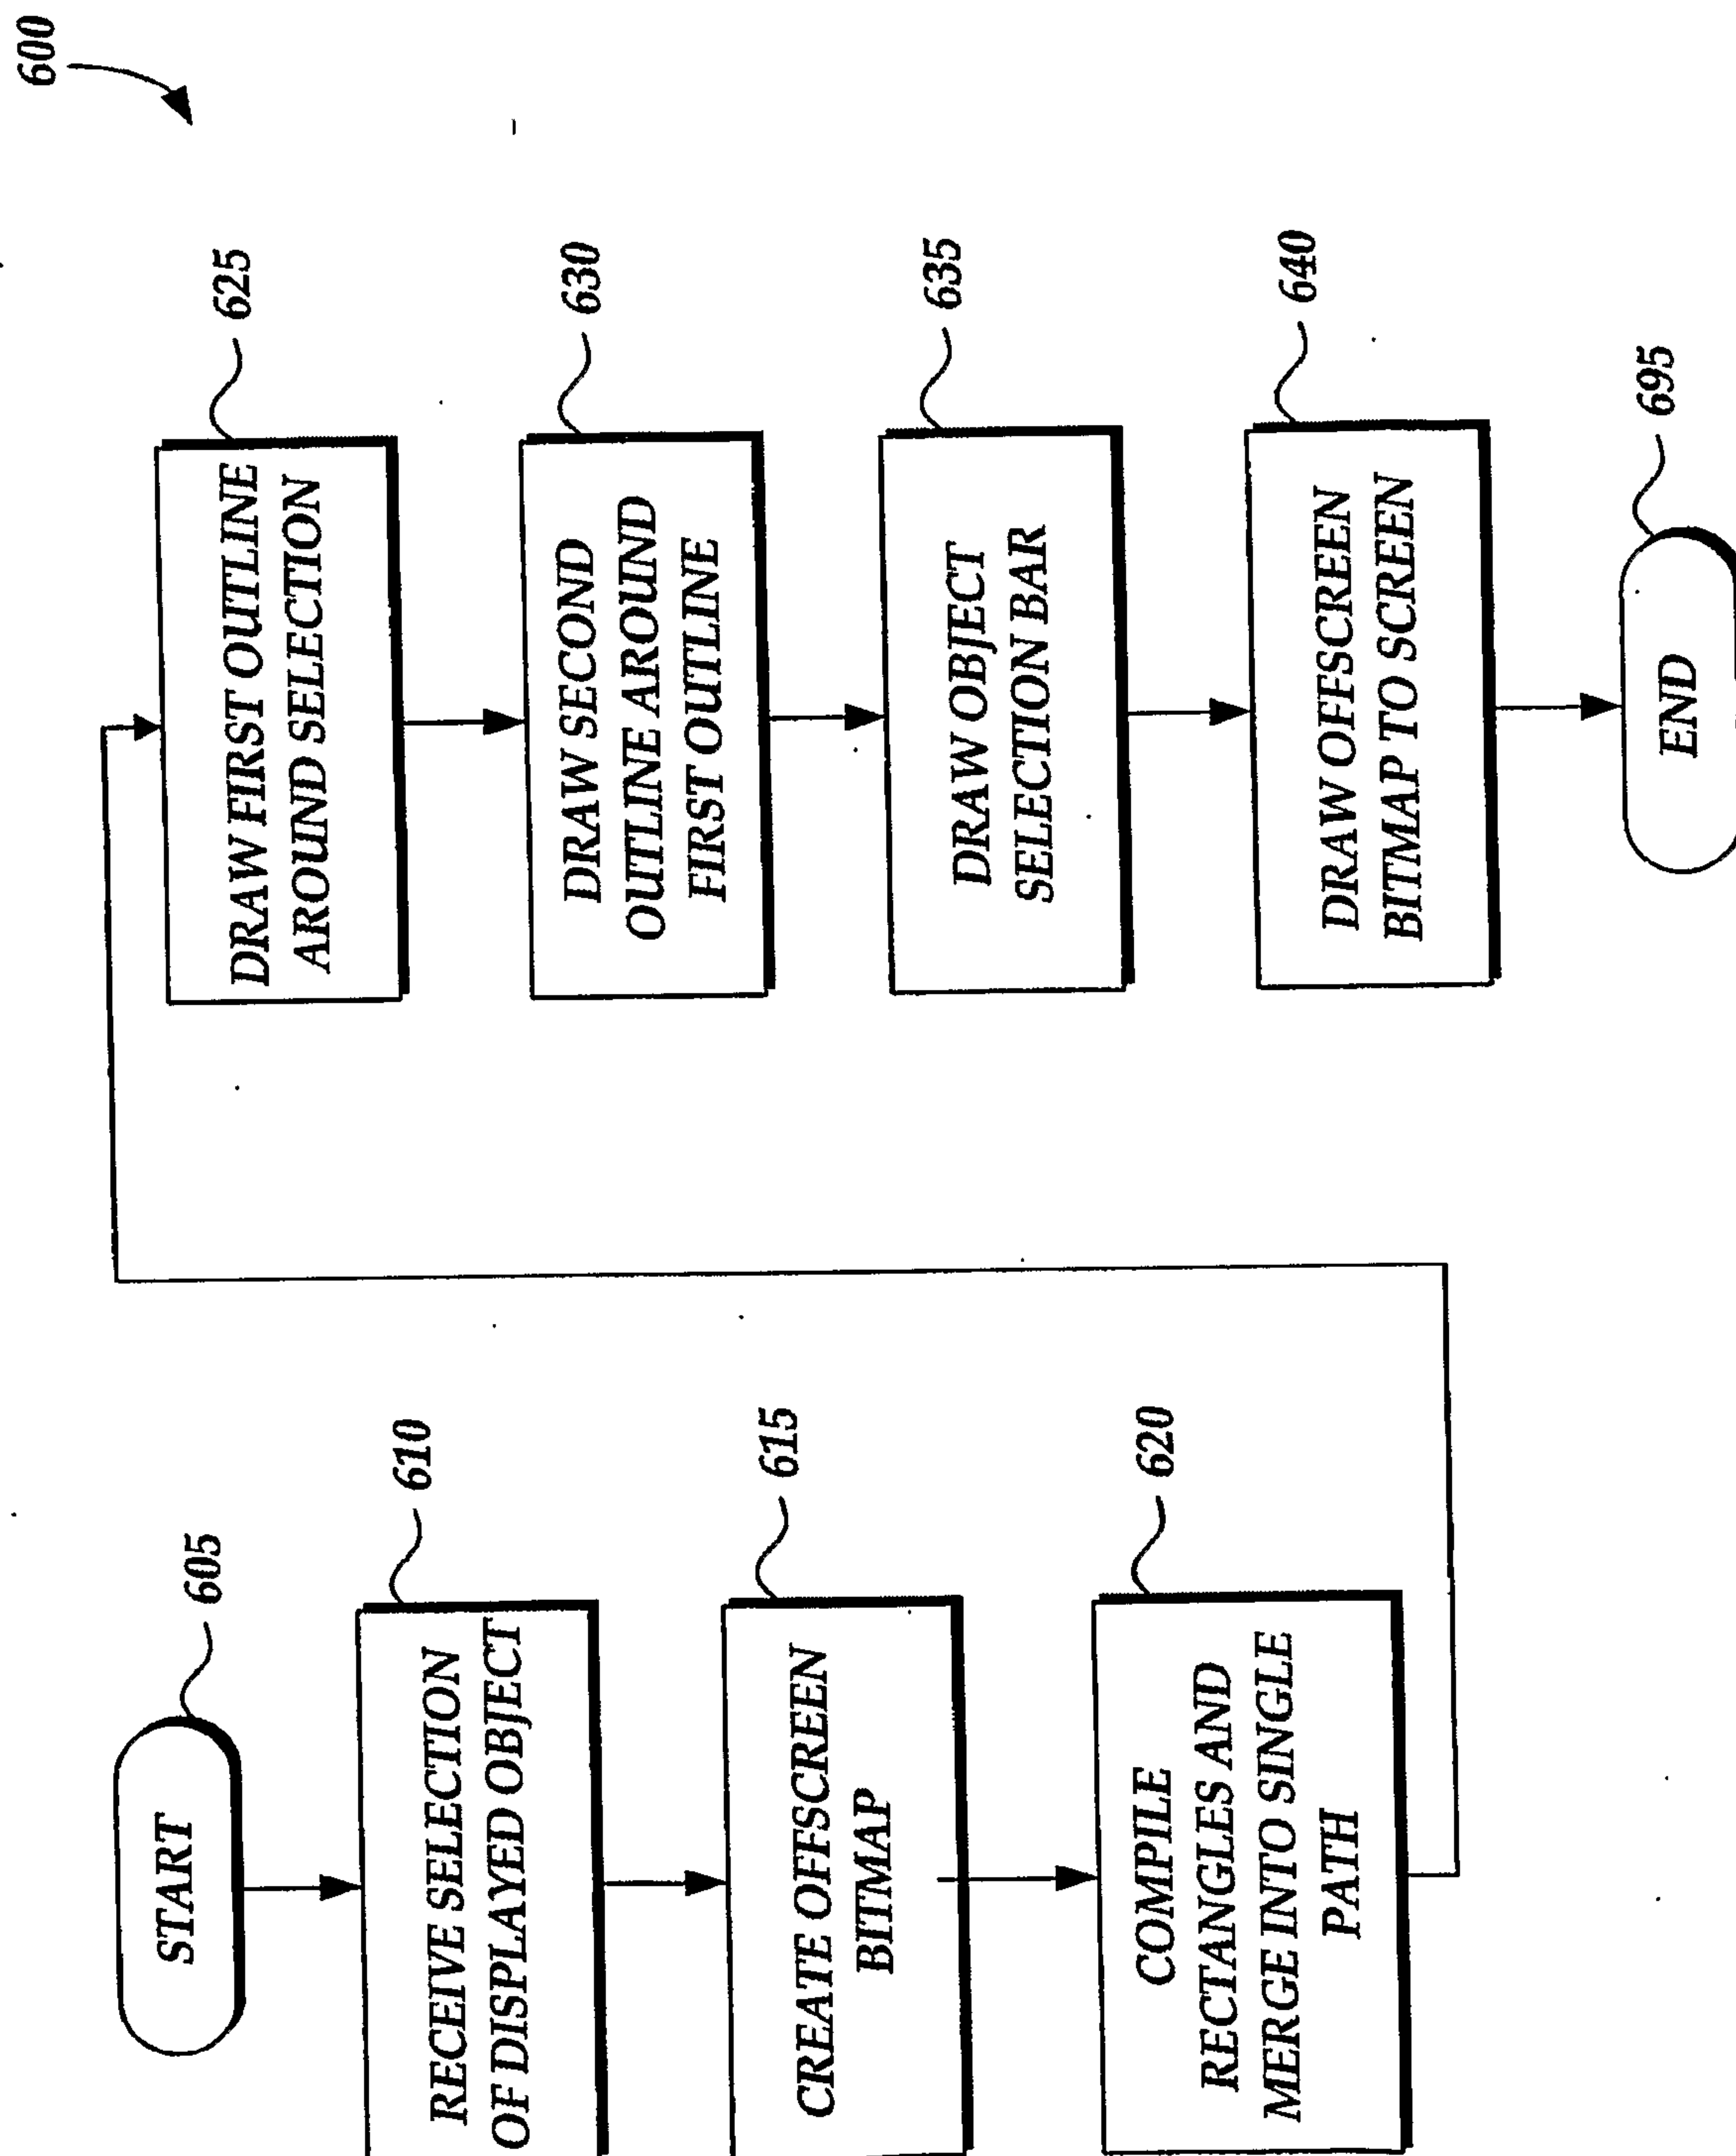 600
START
605
RECEIVE SELECTION
OF DISPLAYED OBJECT
610
CREATE OFFSCREEN
BITMAP
615
COMPILE
RECTANGLES AND
MERGE INTO SINGLE
PATH
620
DRAW FIRST OUTLINE
AROUND SELECTION
625
DRAW SECOND
OUTLINE AROUND
FIRST OUTLINE
630
DRAW OBJECT
SELECTION BAR
635
DRAW OFFSCREEN
BITMAP TO SCREEN
640
END
695